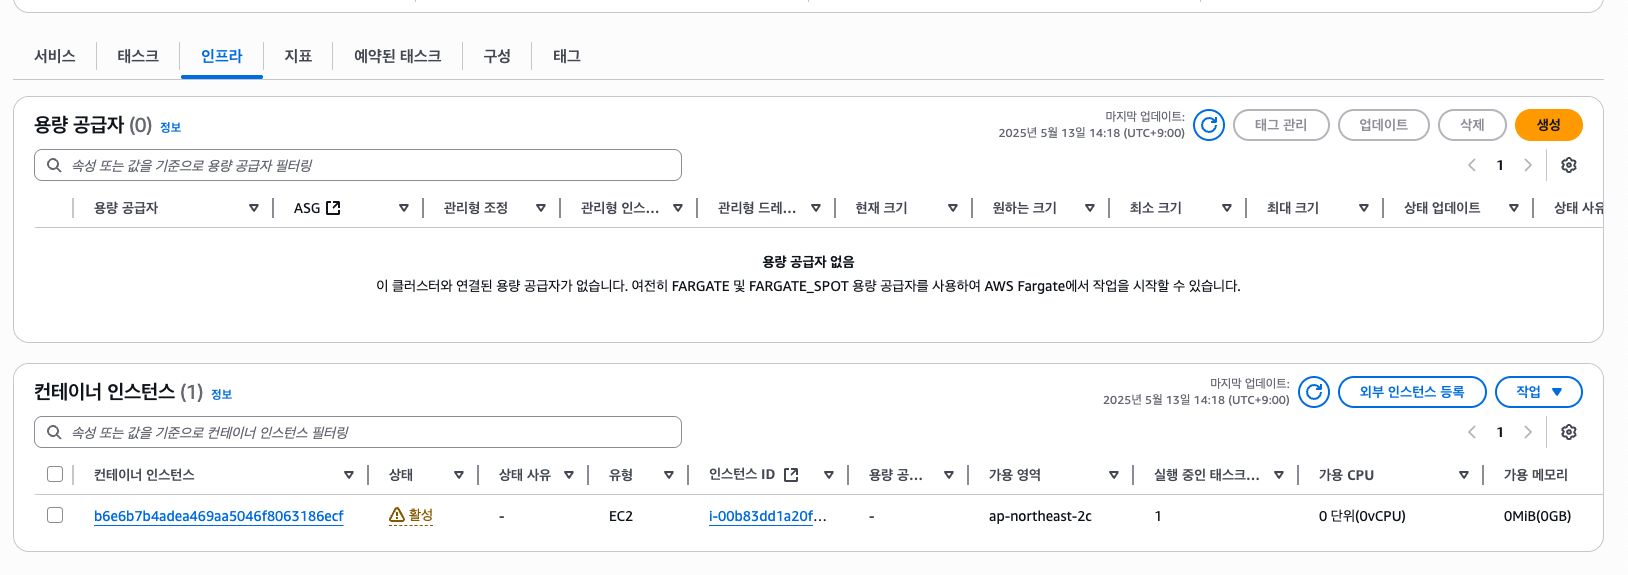 서비스 태스크 인프라 지표 예약된 태스크 구성 태그
용량 공급자 (0) 정보
마지막 업데이트:
2025년 5월 13일 14:18 (UTC+9:00)
태그 관리 업데이트 삭제 생성
속성 또는 값을 기준으로 용량 공급자 필터링
1
용량 공급자 ASG 관리형 조정 관리형 인스... 관리형 드레... 현재 크기 원하는 크기 최소 크기 최대 크기 상태 업데이트 상태 사유
용량 공급자 없음
이 클러스터와 연결된 용량 공급자가 없습니다. 여전히 FARGATE 및 FARGATE_SPOT 용량 공급자를 사용하여 AWS Fargate에서 작업을 시작할 수 있습니다.
컨테이너 인스턴스 (1) 정보
마지막 업데이트:
2025년 5월 13일 14:18 (UTC+9:00)
외부 인스턴스 등록 작업
속성 또는 값을 기준으로 컨테이너 인스턴스 필터링
1
컨테이너 인스턴스 상태 상태 사유 유형 인스턴스 ID 용량 공... 가용 영역 실행 중인 태스크... 가용 CPU 가용 메모리
b6e6b7b4adea469aa5046f8063186ecf 활성 - EC2 i-00b83dd1a20f... - ap-northeast-2c 1 0 단위(0vCPU) 0MiB(0GB)